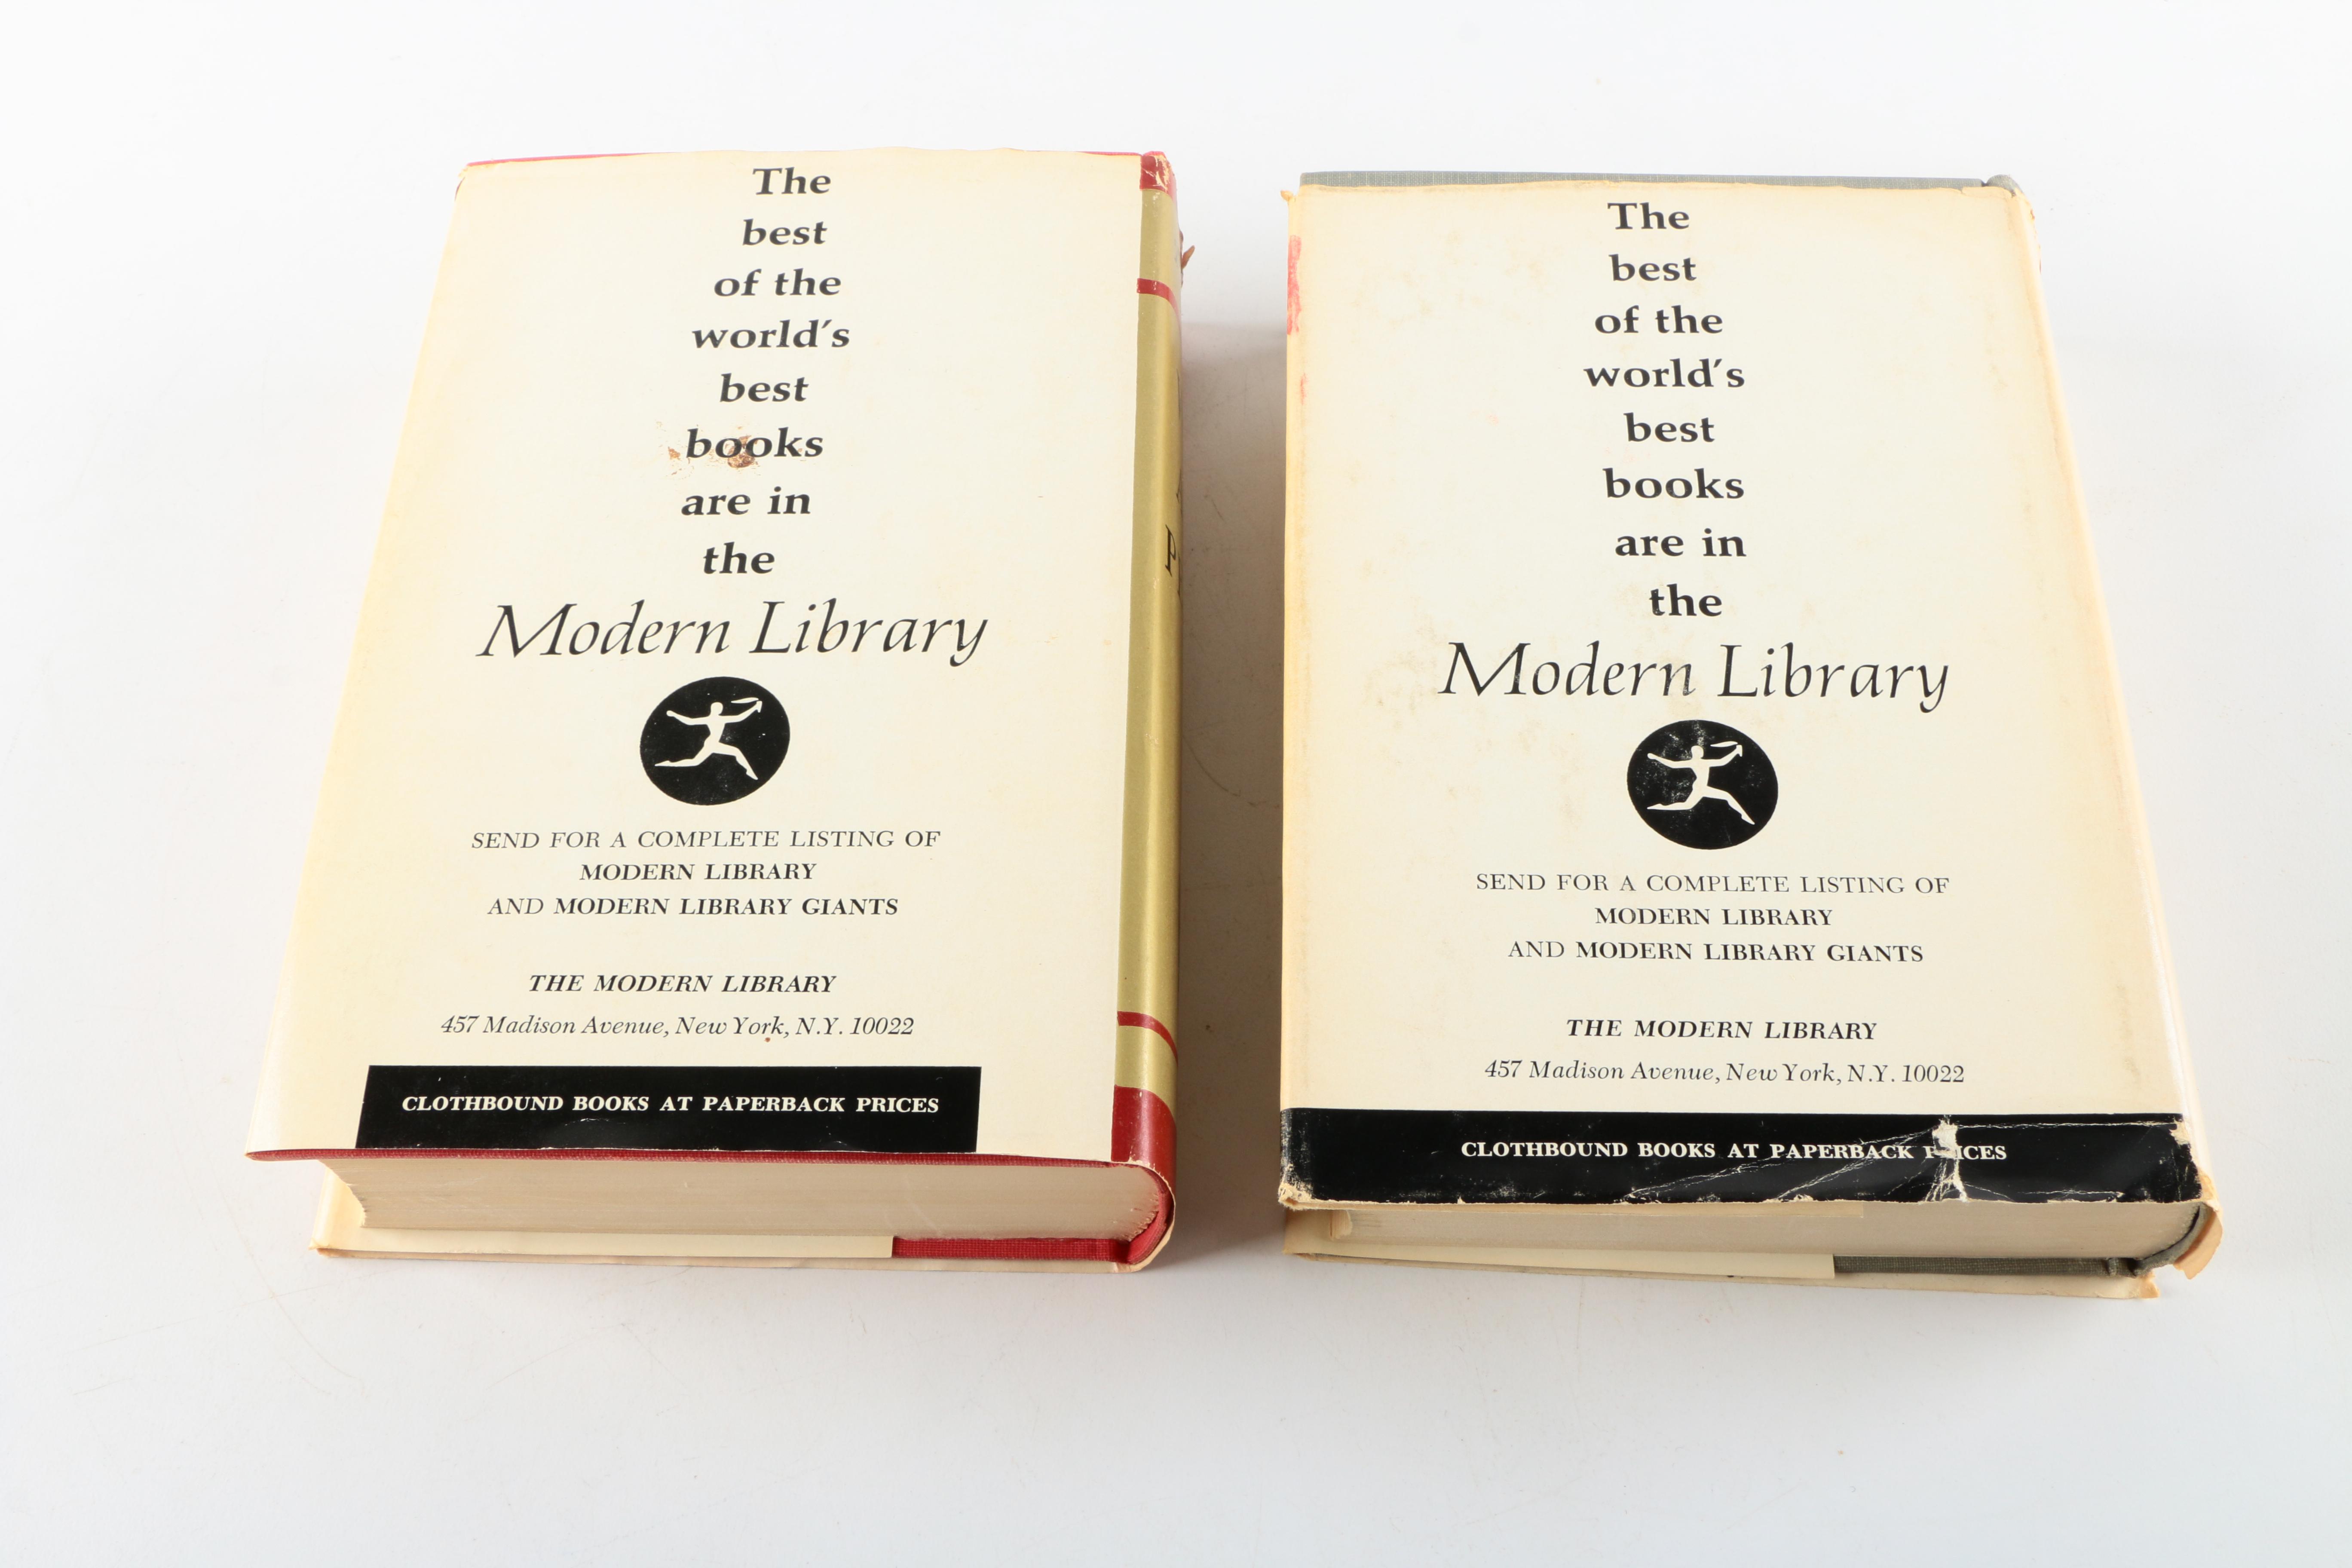 The
best
of the
world's
best
books
are in
the
Modern Library
SEND FOR A COMPLETE LISTING OF
MODERN LIBRARY
AND MODERN LIBRARY GIANTS
THE MODERN LIBRARY
457 Madison Avenue, New York, N.Y. 10022
CLOTHBOUND BOOKS AT PAPERBACK PRICES
The
best
of the
world's
best
books
are in
the
Modern Library
SEND FOR A COMPLETE LISTING OF
MODERN LIBRARY
AND MODERN LIBRARY GIANTS
THE MODERN LIBRARY
457 Madison Avenue, New York, N.Y. 10022
CLOTHBOUND BOOKS AT PAPERBACK PRICES